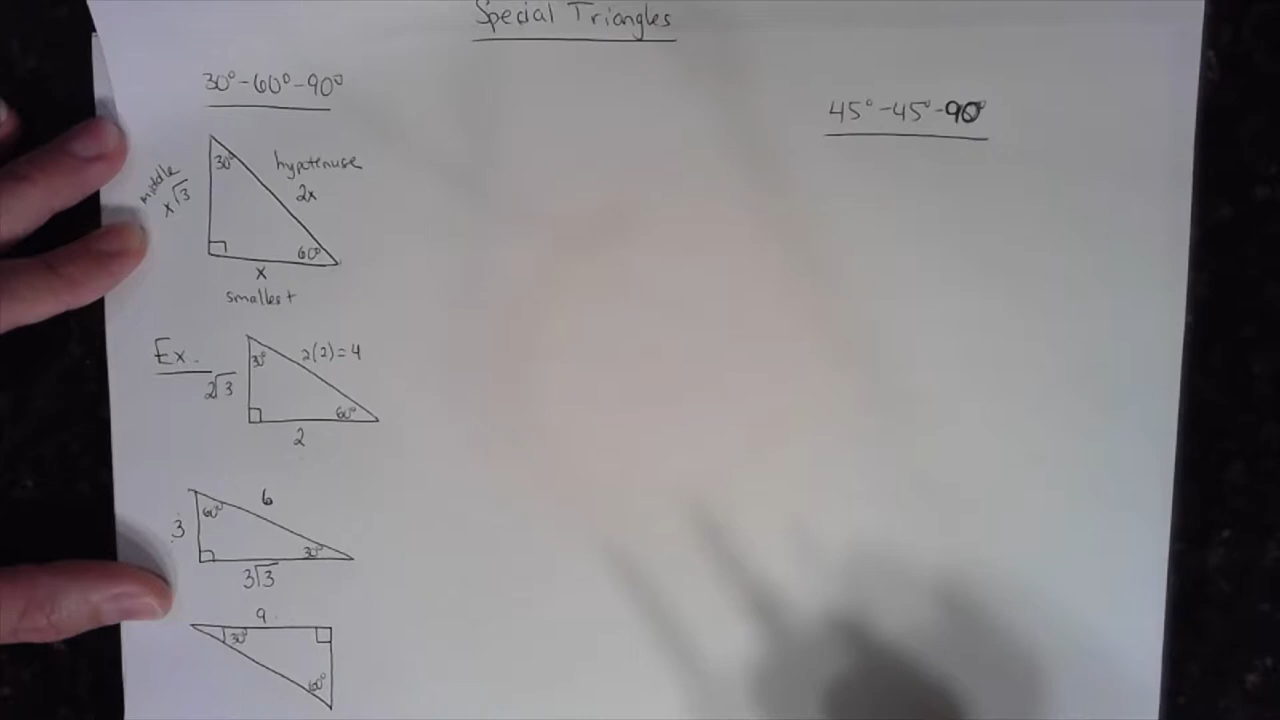 Special Triangles
30°-60°-90°
45°-45°-90°
30°
hypotenuse
2x
middle
x√3
60°
x
smallest
Ex.
30°
2(2)=4
2√3
60°
2
6
60°
3
30°
3√3
9
30°
60°